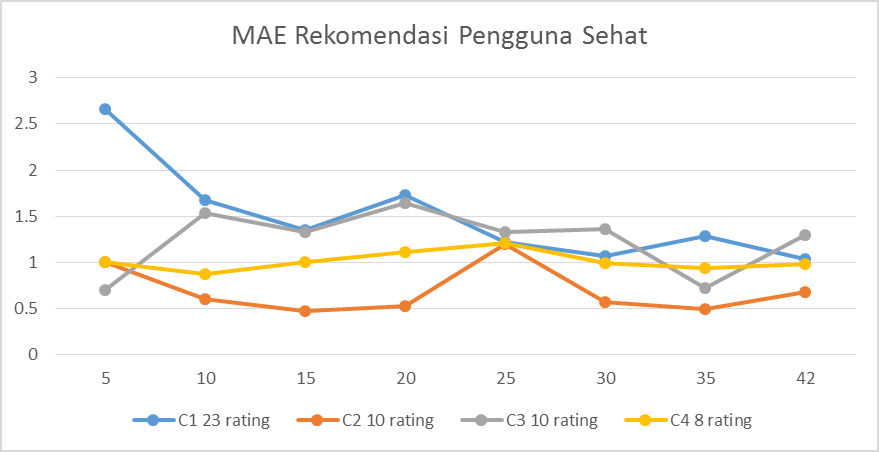 MAE Rekomendasi Pengguna Sehat
3
2.5
2
1.5
1
0.5
0
5 10 15 20 25 30 35 42
C1 23 rating C2 10 rating C3 10 rating C4 8 rating